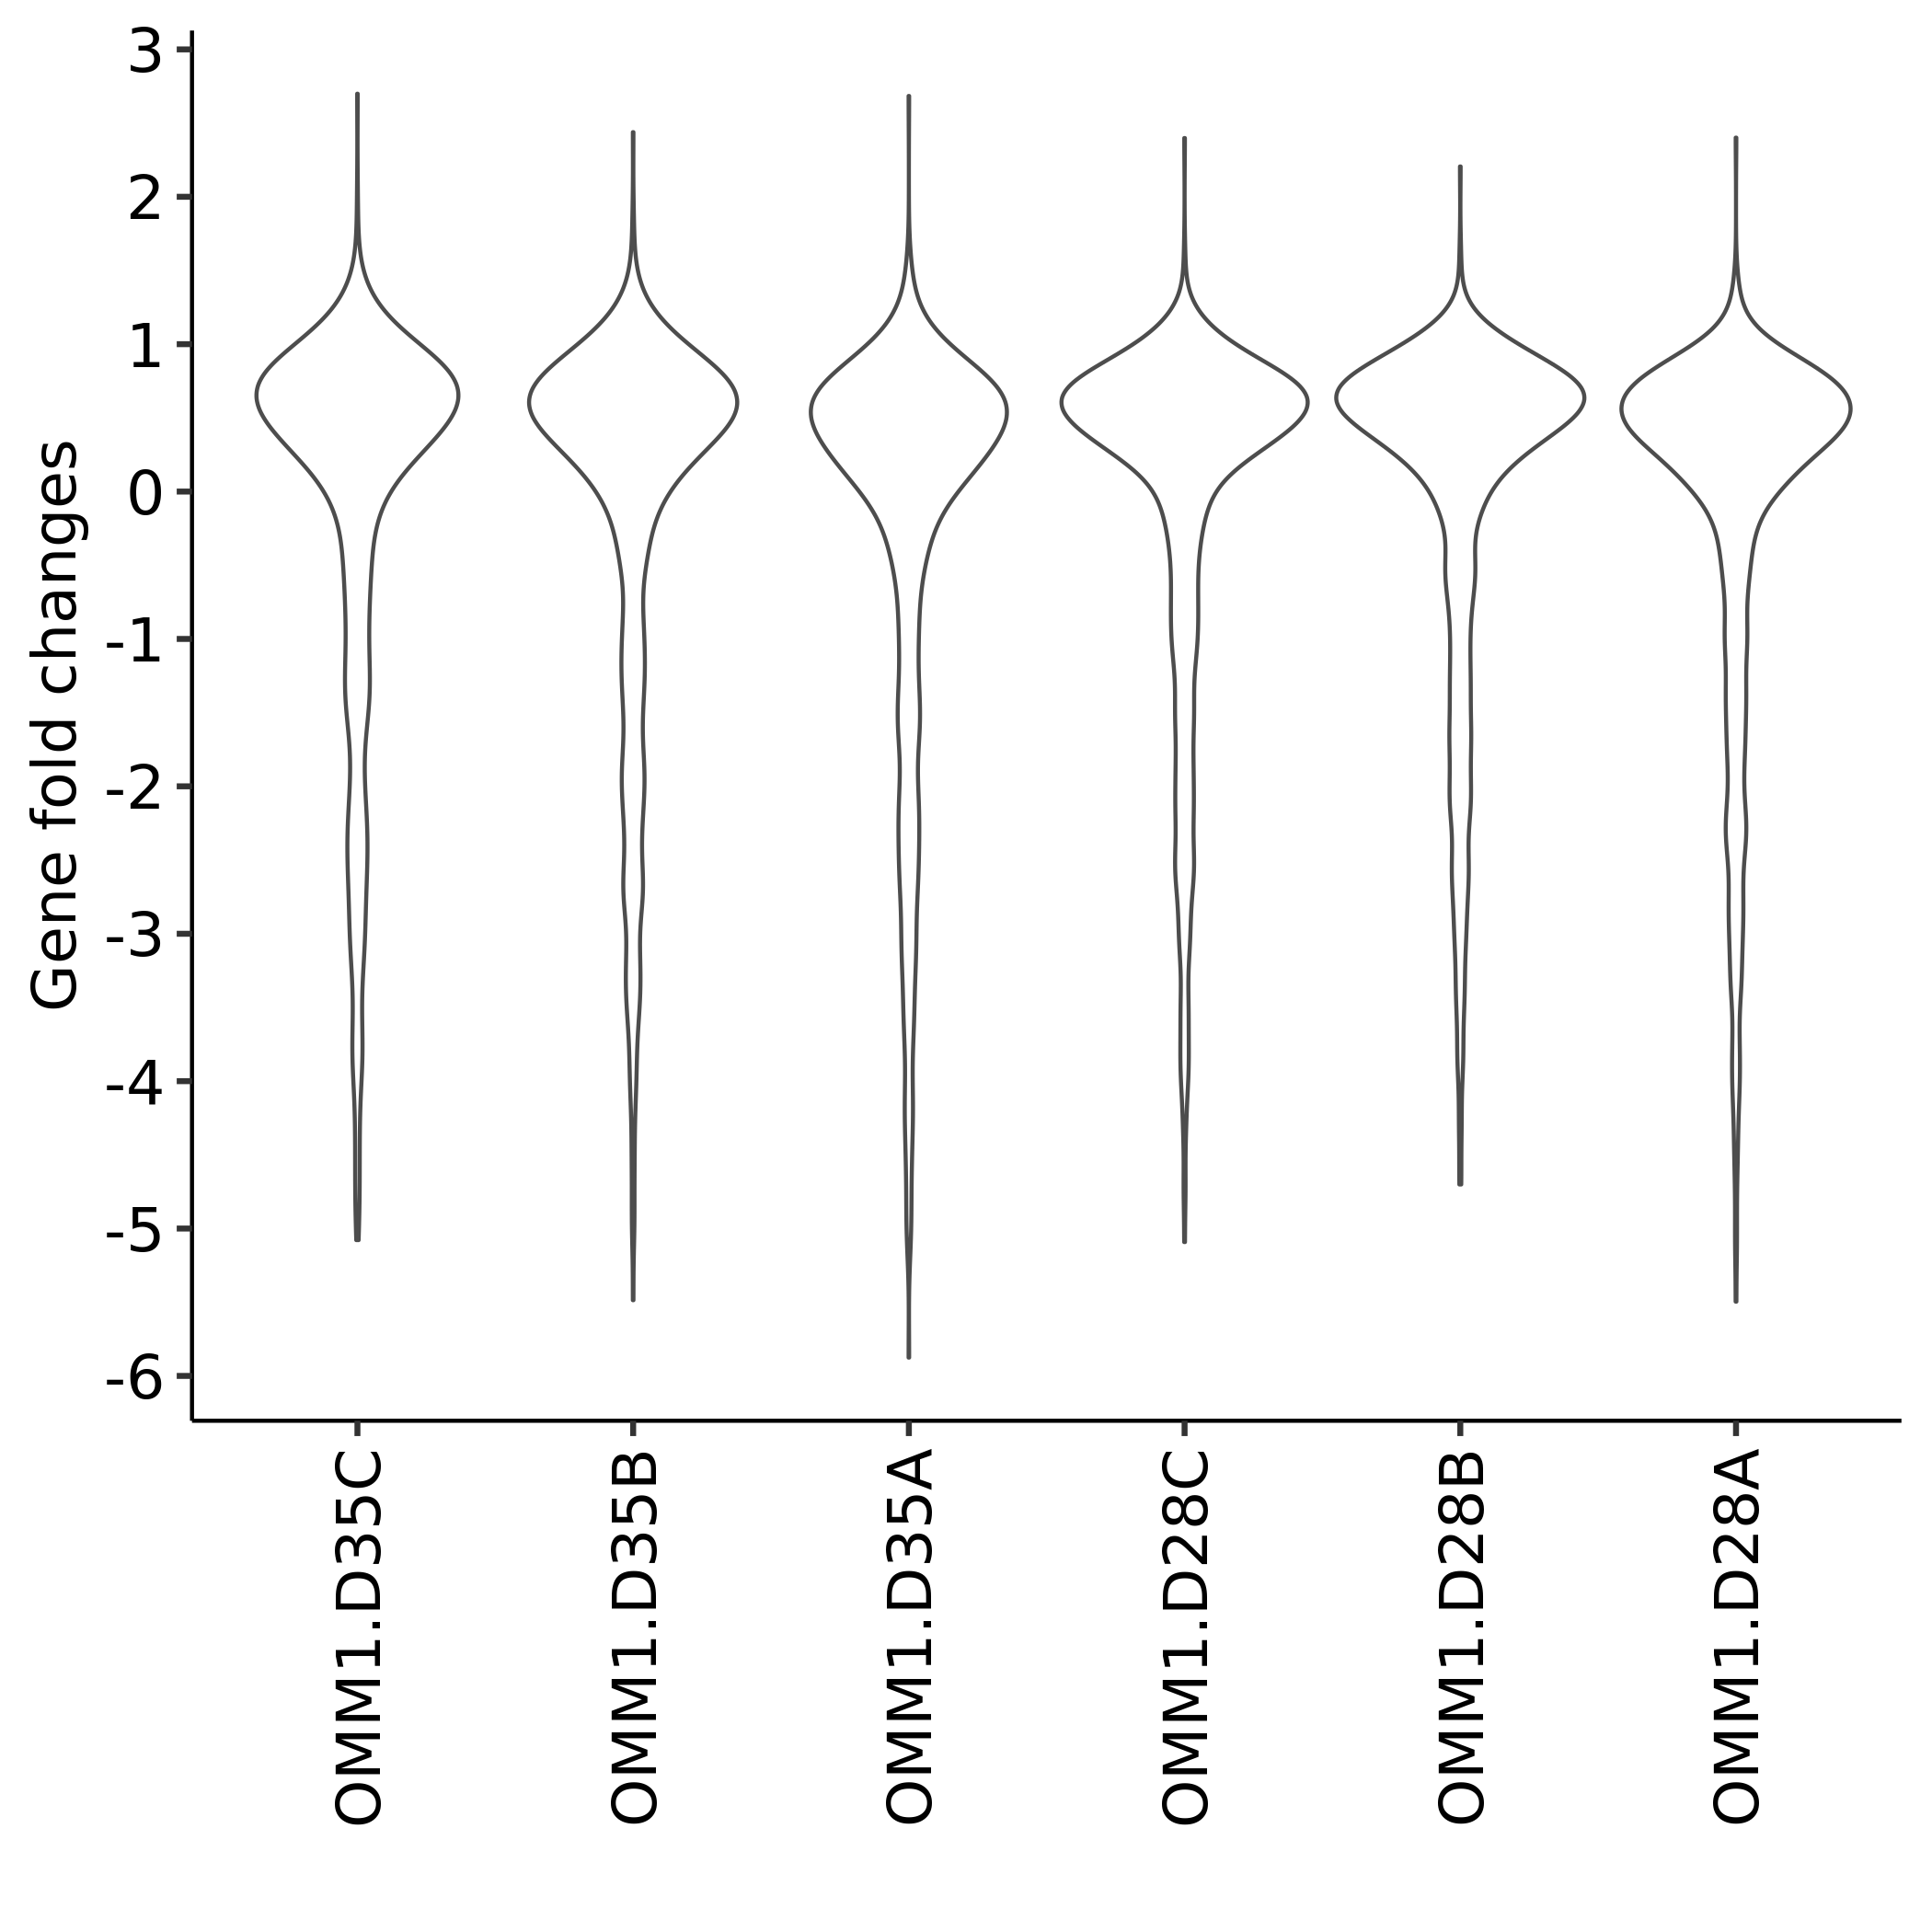 Gene fold changes
3
2
1
0
-1
-2
-3
-4
-5
-6
OMM1.D35C
OMM1.D35B
OMM1.D35A
OMM1.D28C
OMM1.D28B
OMM1.D28A